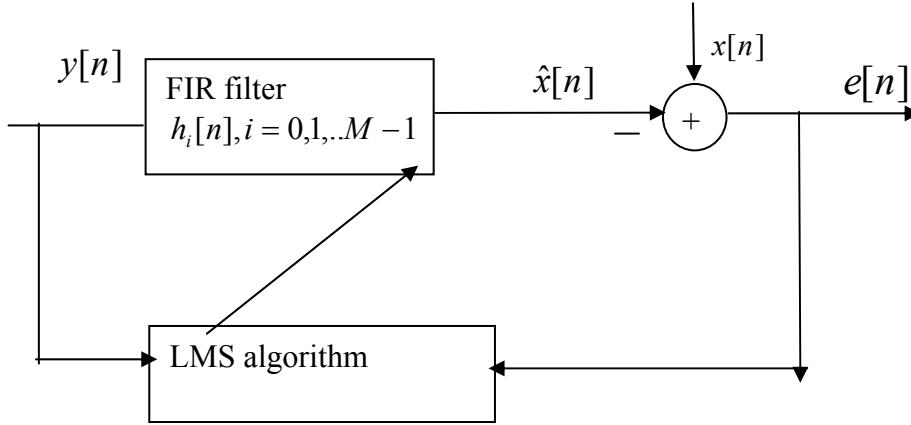 x[n]
y[n]
x̂[n]
e[n]
FIR filter
h_i[n], i = 0,1,..M −1
−
+
LMS algorithm